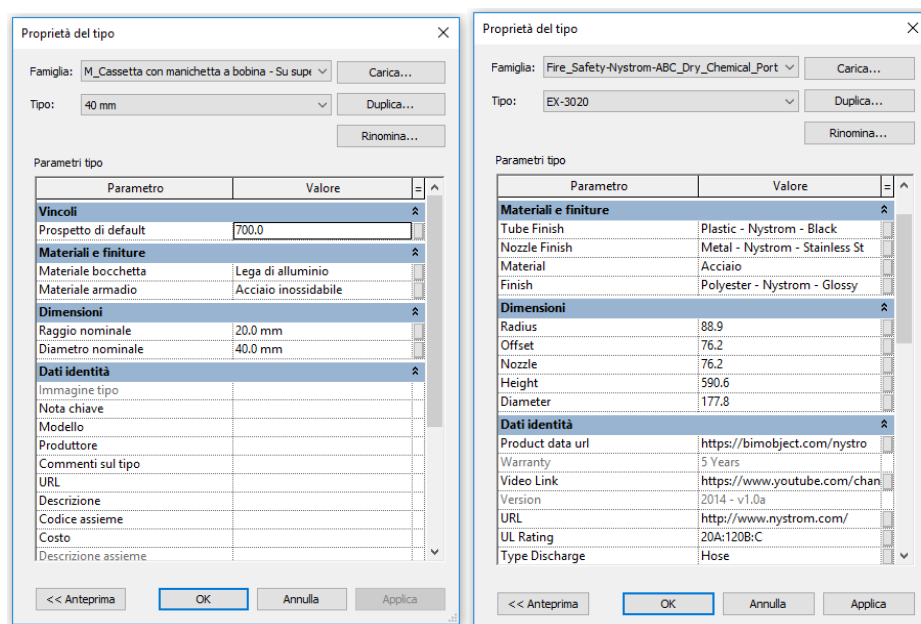 Proprietà del tipo
Famiglia: M_Cassetta con manichetta a bobina - Su supe Carica...
Tipo: 40 mm Duplica...
Rinomina...
Parametri tipo
Parametro Valore =
Vincoli
Prospetto di default 700.0
Materiali e finiture
Materiale bocchetta Lega di alluminio
Materiale armadio Acciaio inossidabile
Dimensioni
Raggio nominale 20.0 mm
Diametro nominale 40.0 mm
Dati identità
Immagine tipo
Nota chiave
Modello
Produttore
Commenti sul tipo
URL
Descrizione
Codice assieme
Costo
Descrizione assieme
<< Anteprima OK Annulla Applica
Proprietà del tipo
Famiglia: Fire_Safety-Nystrom-ABC_Dry_Chemical_Port Carica...
Tipo: EX-3020 Duplica...
Rinomina...
Parametri tipo
Parametro Valore =
Materiali e finiture
Tube Finish Plastic - Nystrom - Black
Nozzle Finish Metal - Nystrom - Stainless St
Material Acciaio
Finish Polyester - Nystrom - Glossy
Dimensioni
Radius 88.9
Offset 76.2
Nozzle 76.2
Height 590.6
Diameter 177.8
Dati identità
Product data url https://bimobject.com/nystro
Warranty 5 Years
Video Link https://www.youtube.com/chan
Version 2014 - v1.0a
URL http://www.nystrom.com/
UL Rating 20A:120B:C
Type Discharge Hose
<< Anteprima OK Annulla Applica